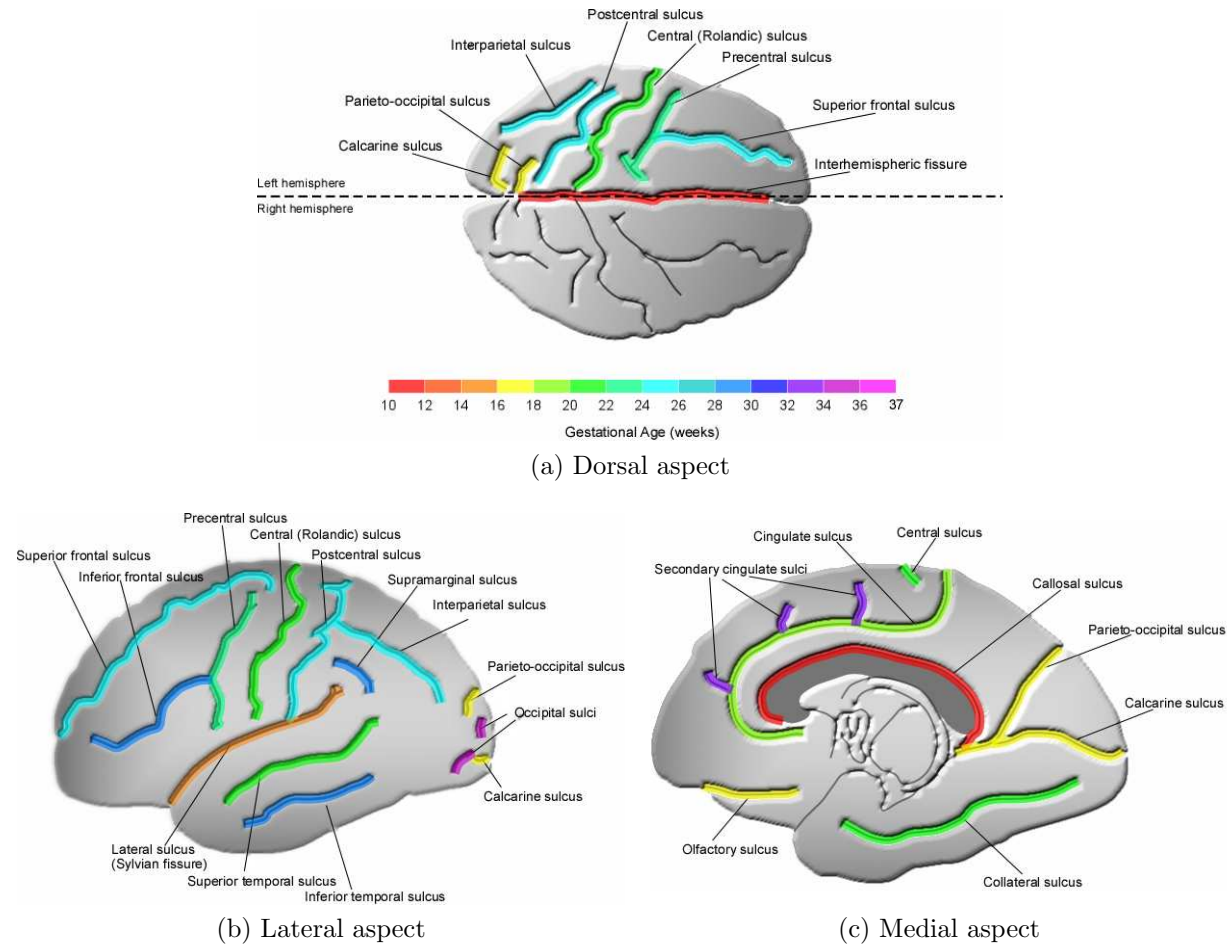 Postcentral sulcus
Central (Rolandic) sulcus
Interparietal sulcus
Precentral sulcus
Parieto-occipital sulcus
Superior frontal sulcus
Calcarine sulcus
Interhemispheric fissure
Left hemisphere
Right hemisphere
10 12 14 16 18 20 22 24 26 28 30 32 34 36 37
Gestational Age (weeks)
(a) Dorsal aspect
Precentral sulcus
Central (Rolandic) sulcus
Superior frontal sulcus
Postcentral sulcus
Inferior frontal sulcus
Supramarginal sulcus
Interparietal sulcus
Parieto-occipital sulcus
Occipital sulci
Calcarine sulcus
Lateral sulcus
(Sylvian fissure)
Superior temporal sulcus
Inferior temporal sulcus
(b) Lateral aspect
Central sulcus
Cingulate sulcus
Secondary cingulate sulci
Callosal sulcus
Parieto-occipital sulcus
Calcarine sulcus
Olfactory sulcus
Collateral sulcus
(c) Medial aspect